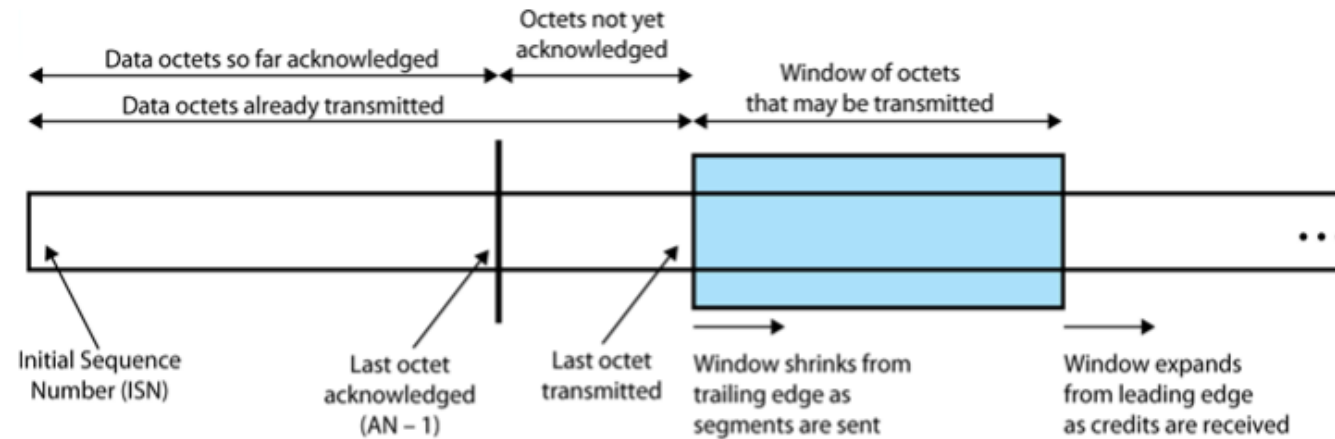 Octets not yet
acknowledged
Data octets so far acknowledged
Window of octets
that may be transmitted
Data octets already transmitted
...
Initial Sequence
Number (ISN)
Last octet
acknowledged
(AN – 1)
Last octet
transmitted
Window shrinks from
trailing edge as
segments are sent
Window expands
from leading edge
as credits are received